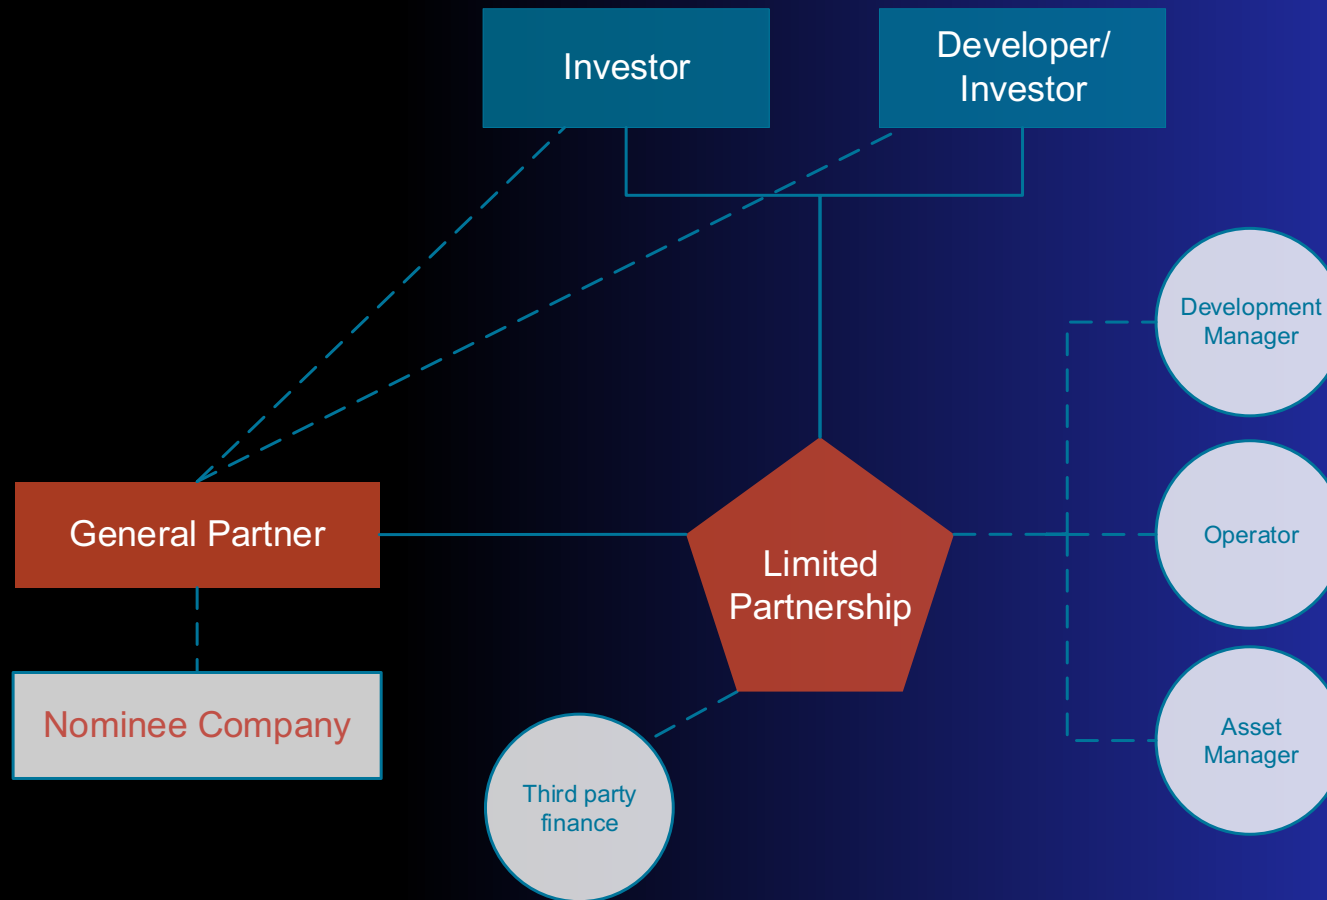 Investor
Developer/
Investor
Development
Manager
General Partner
Limited
Partnership
Operator
Nominee Company
Asset
Manager
Third party
finance